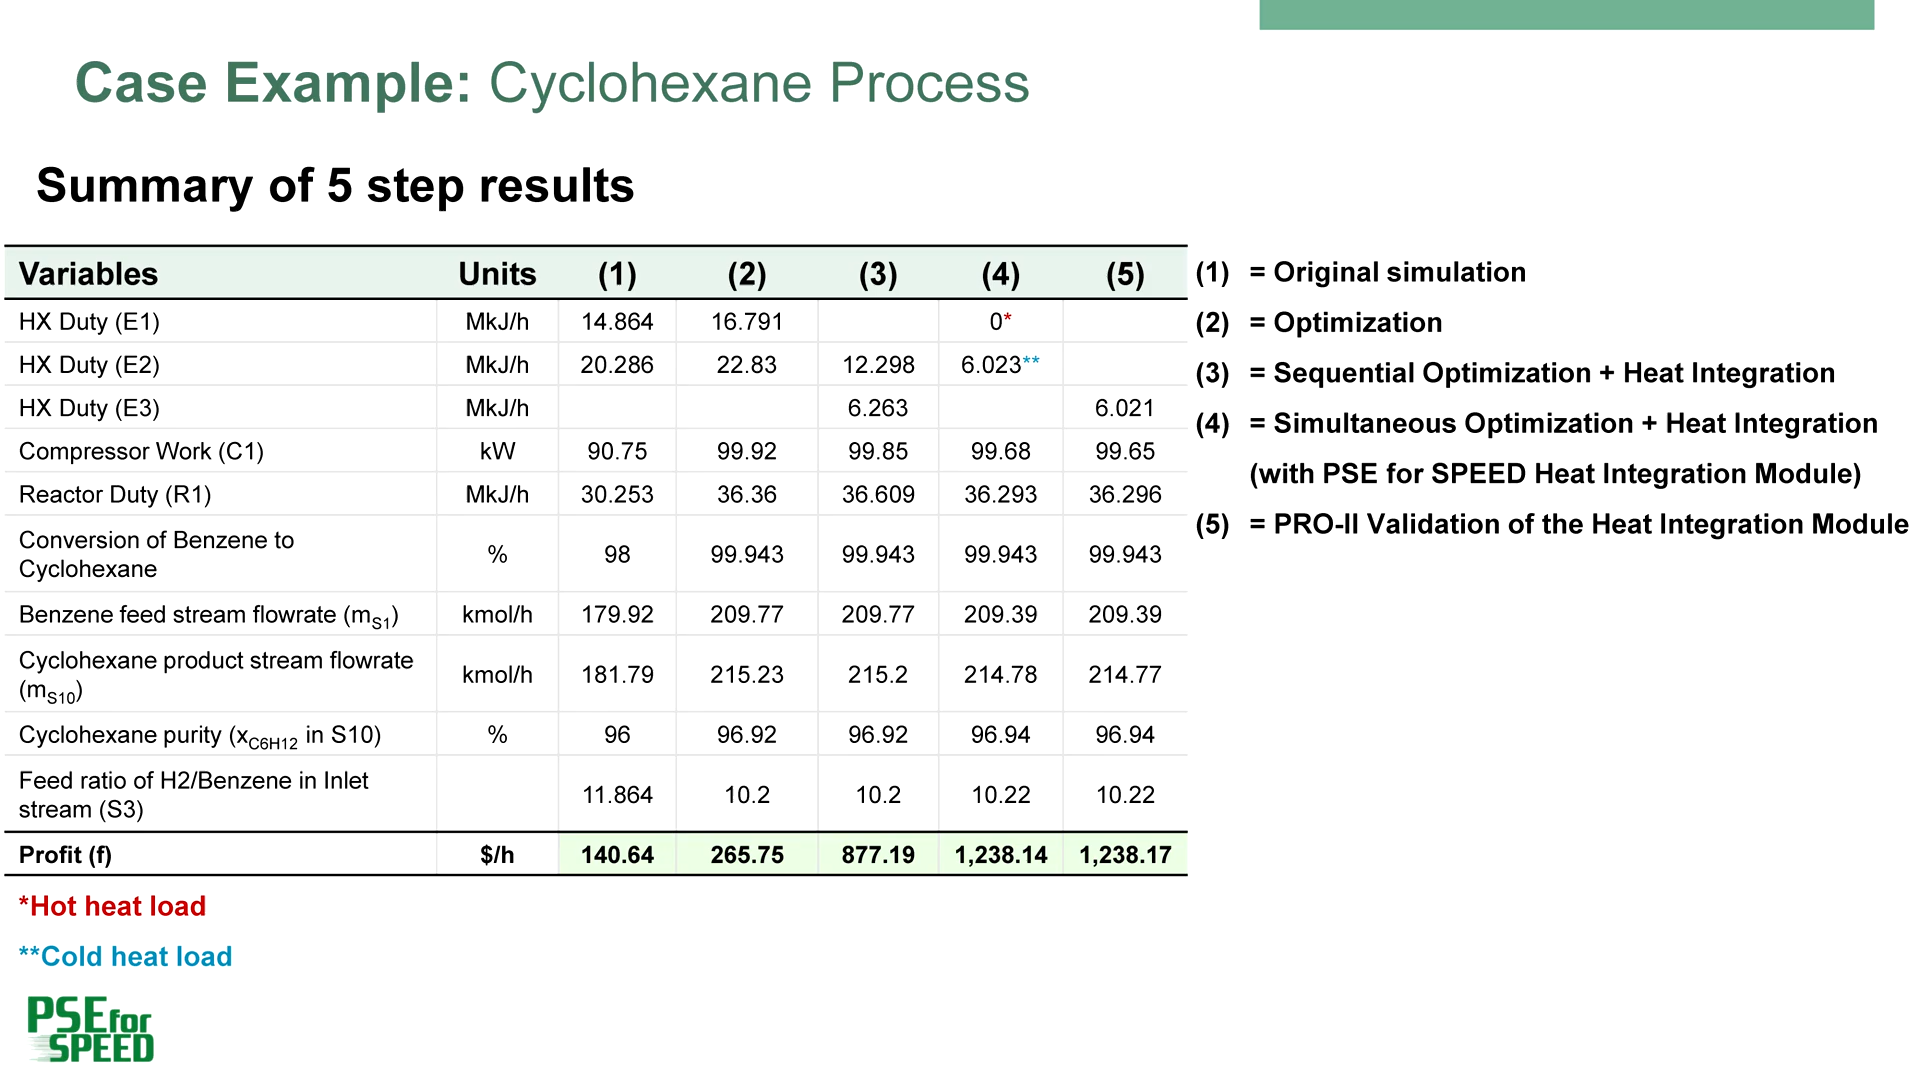 Case Example: Cyclohexane Process
Summary of 5 step results
Variables Units (1) (2) (3) (4) (5)
HX Duty (E1) MkJ/h 14.864 16.791 0*
HX Duty (E2) MkJ/h 20.286 22.83 12.298 6.023**
HX Duty (E3) MkJ/h 6.263 6.021
Compressor Work (C1) kW 90.75 99.92 99.85 99.68 99.65
Reactor Duty (R1) MkJ/h 30.253 36.36 36.609 36.293 36.296
Conversion of Benzene to
Cyclohexane % 98 99.943 99.943 99.943 99.943
Benzene feed stream flowrate (mS1) kmol/h 179.92 209.77 209.77 209.39 209.39
Cyclohexane product stream flowrate
(mS10) kmol/h 181.79 215.23 215.2 214.78 214.77
Cyclohexane purity (xC6H12 in S10) % 96 96.92 96.92 96.94 96.94
Feed ratio of H2/Benzene in Inlet
stream (S3) 11.864 10.2 10.2 10.22 10.22
Profit (f) $/h 140.64 265.75 877.19 1,238.14 1,238.17
*Hot heat load
**Cold heat load
(1) = Original simulation
(2) = Optimization
(3) = Sequential Optimization + Heat Integration
(4) = Simultaneous Optimization + Heat Integration
(with PSE for SPEED Heat Integration Module)
(5) = PRO-II Validation of the Heat Integration Module
PSE for
SPEED